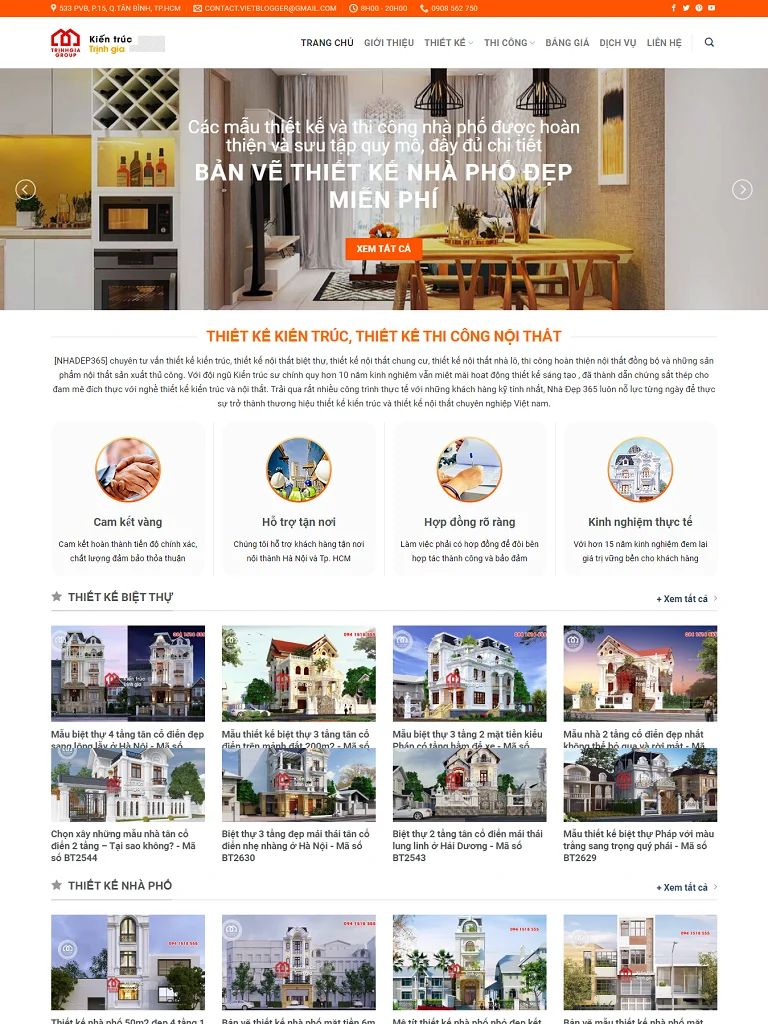 533 PVB, P.15, Q.TÂN BÌNH, TP.HCM
CONTACT.VIETBLOGGER@GMAIL.COM
8H00 - 20H00
0908 562 750
TRỊNHGIA
GROUP
Kiến trúc
Trịnh gia
TRANG CHỦ
GIỚI THIỆU
THIẾT KẾ
THI CÔNG
BẢNG GIÁ
DỊCH VỤ
LIÊN HỆ
Các mẫu thiết kế và thi công nhà phố được hoàn
thiện và sưu tập quy mô, đầy đủ chi tiết
BẢN VẼ THIẾT KẾ NHÀ PHỐ ĐẸP
MIỄN PHÍ
XEM TẤT CẢ
THIẾT KẾ KIẾN TRÚC, THIẾT KẾ THI CÔNG NỘI THẤT
[NHADEP365] chuyên tư vấn thiết kế kiến trúc, thiết kế nội thất biệt thự, thiết kế nội thất chung cư, thiết kế nội thất nhà lô, thi công hoàn thiện nội thất đồng bộ và những sản
phẩm nội thất sản xuất thủ công. Với đội ngũ Kiến trúc sư chính quy hơn 10 năm kinh nghiệm vẫn miệt mài hoạt động thiết kế sáng tạo , đã thành dẫn chứng sắt thép cho
đam mê đích thực với nghề thiết kế kiến trúc và nội thất. Trải qua rất nhiều công trình thực tế với những khách hàng kỹ tính nhất, Nhà Đẹp 365 luôn nỗ lực từng ngày để thực
sự trở thành thương hiệu thiết kế kiến trúc và thiết kế nội thất chuyên nghiệp Việt nam.
Cam kết vàng
Cam kết hoàn thành tiến độ chính xác,
chất lượng đảm bảo thỏa thuận
Hỗ trợ tận nơi
Chúng tôi hỗ trợ khách hàng tận nơi
nội thành Hà Nội và Tp. HCM
Hợp đồng rõ ràng
Làm việc phải có hợp đồng để đôi bên
hợp tác thành công và bảo đảm
Kinh nghiệm thực tế
Với hơn 15 năm kinh nghiệm đem lại
giá trị vững bền cho khách hàng
THIẾT KẾ BIỆT THỰ
+ Xem tất cả
Mẫu biệt thự 4 tầng tân cổ điển đẹp
sang lộng lẫy ở Hà Nội - Mã số
Mẫu thiết kế biệt thự 3 tầng tân cổ
điển trên mảnh đất 200m2 - Mã số
Mẫu biệt thự 3 tầng 2 mặt tiền kiểu
Pháp có tầng hầm để xe - Mã số
Mẫu nhà 2 tầng cổ điển đẹp nhất
không thể bỏ qua và rời mắt - Mã
Chọn xây những mẫu nhà tân cổ
điển 2 tầng – Tại sao không? - Mã
số BT2544
Biệt thự 3 tầng đẹp mái thái tân cổ
điển nhẹ nhàng ở Hà Nội - Mã số
BT2630
Biệt thự 2 tầng tân cổ điển mái thái
lung linh ở Hải Dương - Mã số
BT2543
Mẫu thiết kế biệt thự Pháp với màu
trắng sang trọng quý phái - Mã số
BT2629
THIẾT KẾ NHÀ PHỐ
+ Xem tất cả
094 1518 555
094 1518 555
094 1518 555
094 1518 555
Thiết kế nhà phố 50m2 đẹp 4 tầng 1
Bản vẽ thiết kế nhà phố mặt tiền 6m
Mê tít thiết kế nhà phố nhỏ đẹp kết
Bản vẽ mẫu thiết kế nhà phố mặt